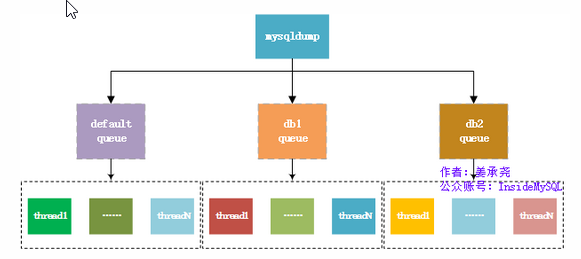 mysqldump
default
queue
db1
queue
db2
queue
作者：姜承尧
公众账号：InsideMySQL
thread1 ------ threadN thread1 ------ threadN thread1 ------ threadN